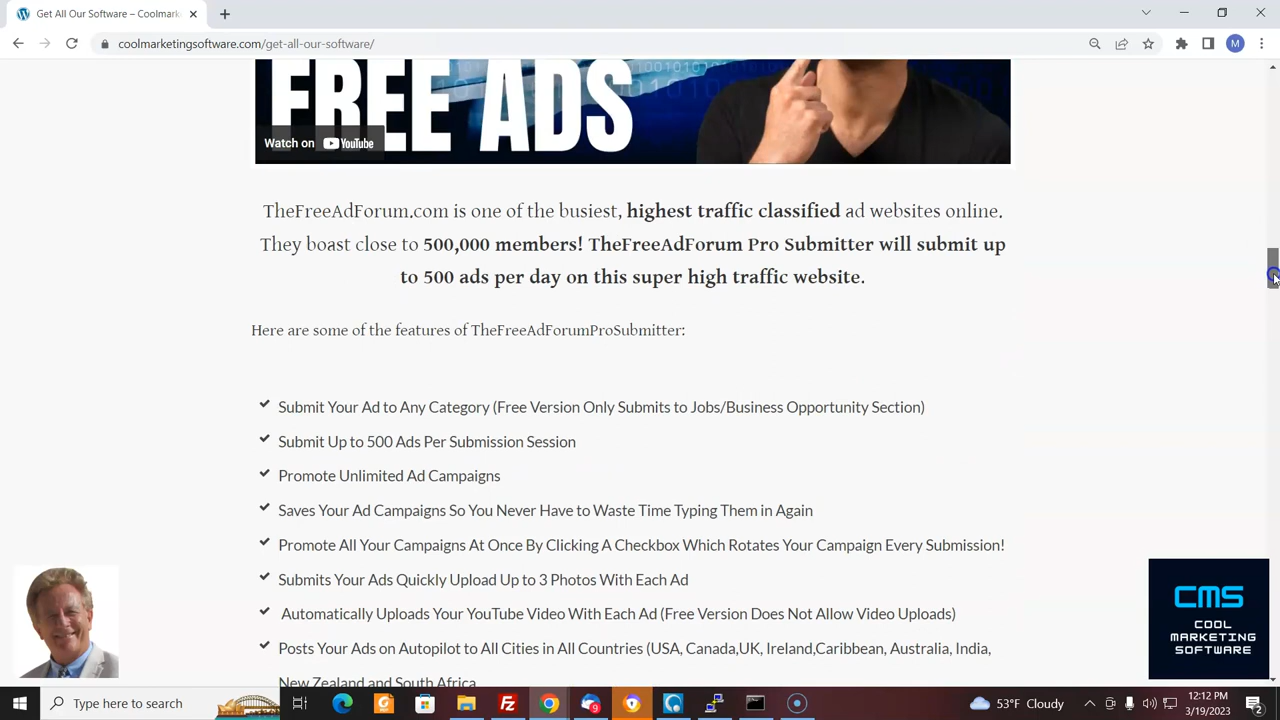 Get All Our Software – Coolmark
coolmarketingsoftware.com/get-all-our-software/
M
FREE ADS
Watch on YouTube
TheFreeAdForum.com is one of the busiest, highest traffic classified ad websites online.
They boast close to 500,000 members! TheFreeAdForum Pro Submitter will submit up
to 500 ads per day on this super high traffic website.
Here are some of the features of TheFreeAdForumProSubmitter:
Submit Your Ad to Any Category (Free Version Only Submits to Jobs/Business Opportunity Section)
Submit Up to 500 Ads Per Submission Session
Promote Unlimited Ad Campaigns
Saves Your Ad Campaigns So You Never Have to Waste Time Typing Them in Again
Promote All Your Campaigns At Once By Clicking A Checkbox Which Rotates Your Campaign Every Submission!
Submits Your Ads Quickly Upload Up to 3 Photos With Each Ad
Automatically Uploads Your YouTube Video With Each Ad (Free Version Does Not Allow Video Uploads)
Posts Your Ads on Autopilot to All Cities in All Countries (USA, Canada,UK, Ireland,Caribbean, Australia, India,
New Zealand and South Africa
CMS
COOL
MARKETING
SOFTWARE
Type here to search
9
53°F Cloudy
12:12 PM
3/19/2023
2